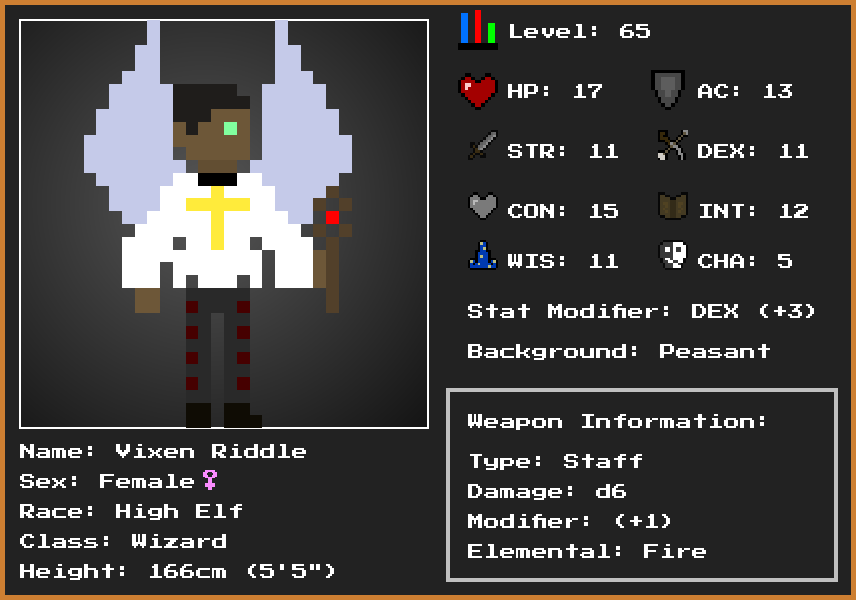 Level: 65
HP: 17
AC: 13
STR: 11
DEX: 11
CON: 15
INT: 12
WIS: 11
CHA: 5
Stat Modifier: DEX (+3)
Background: Peasant
Weapon Information:
Type: Staff
Damage: d6
Modifier: (+1)
Elemental: Fire
Name: Vixen Riddle
Sex: Female♀
Race: High Elf
Class: Wizard
Height: 166cm (5'5")